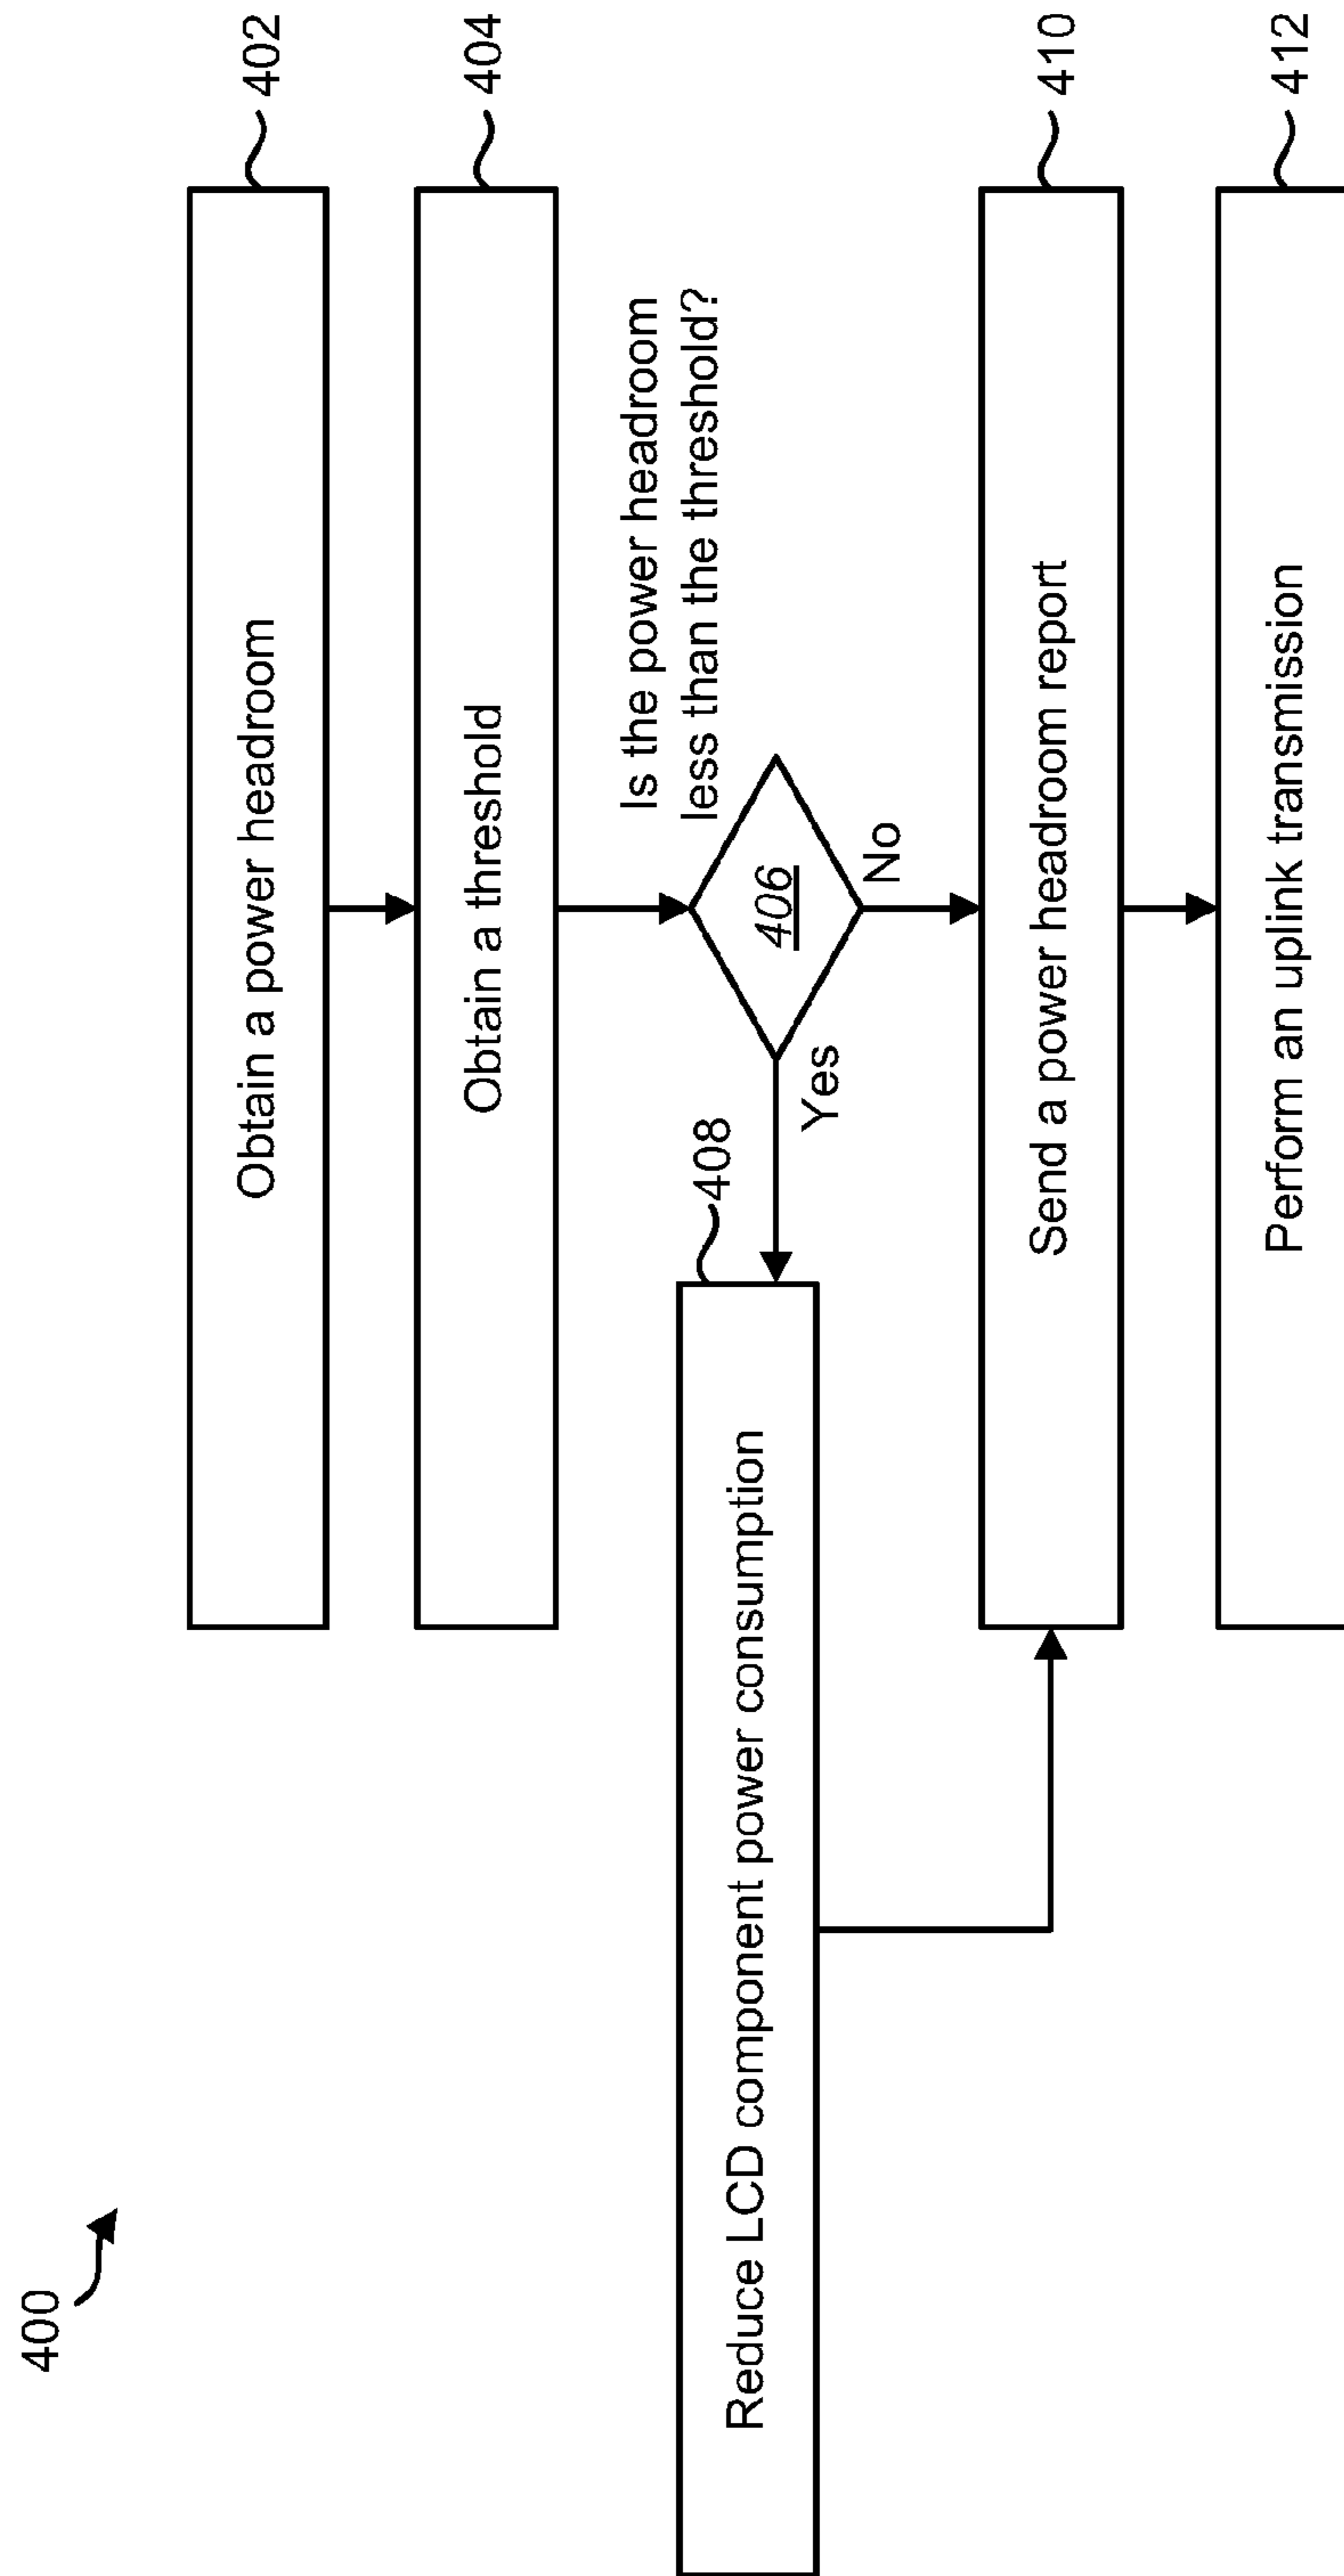 400
Obtain a power headroom
402
Obtain a threshold
404
Is the power headroom
less than the threshold?
406
Yes
No
408
Reduce LCD component power consumption
Send a power headroom report
410
Perform an uplink transmission
412